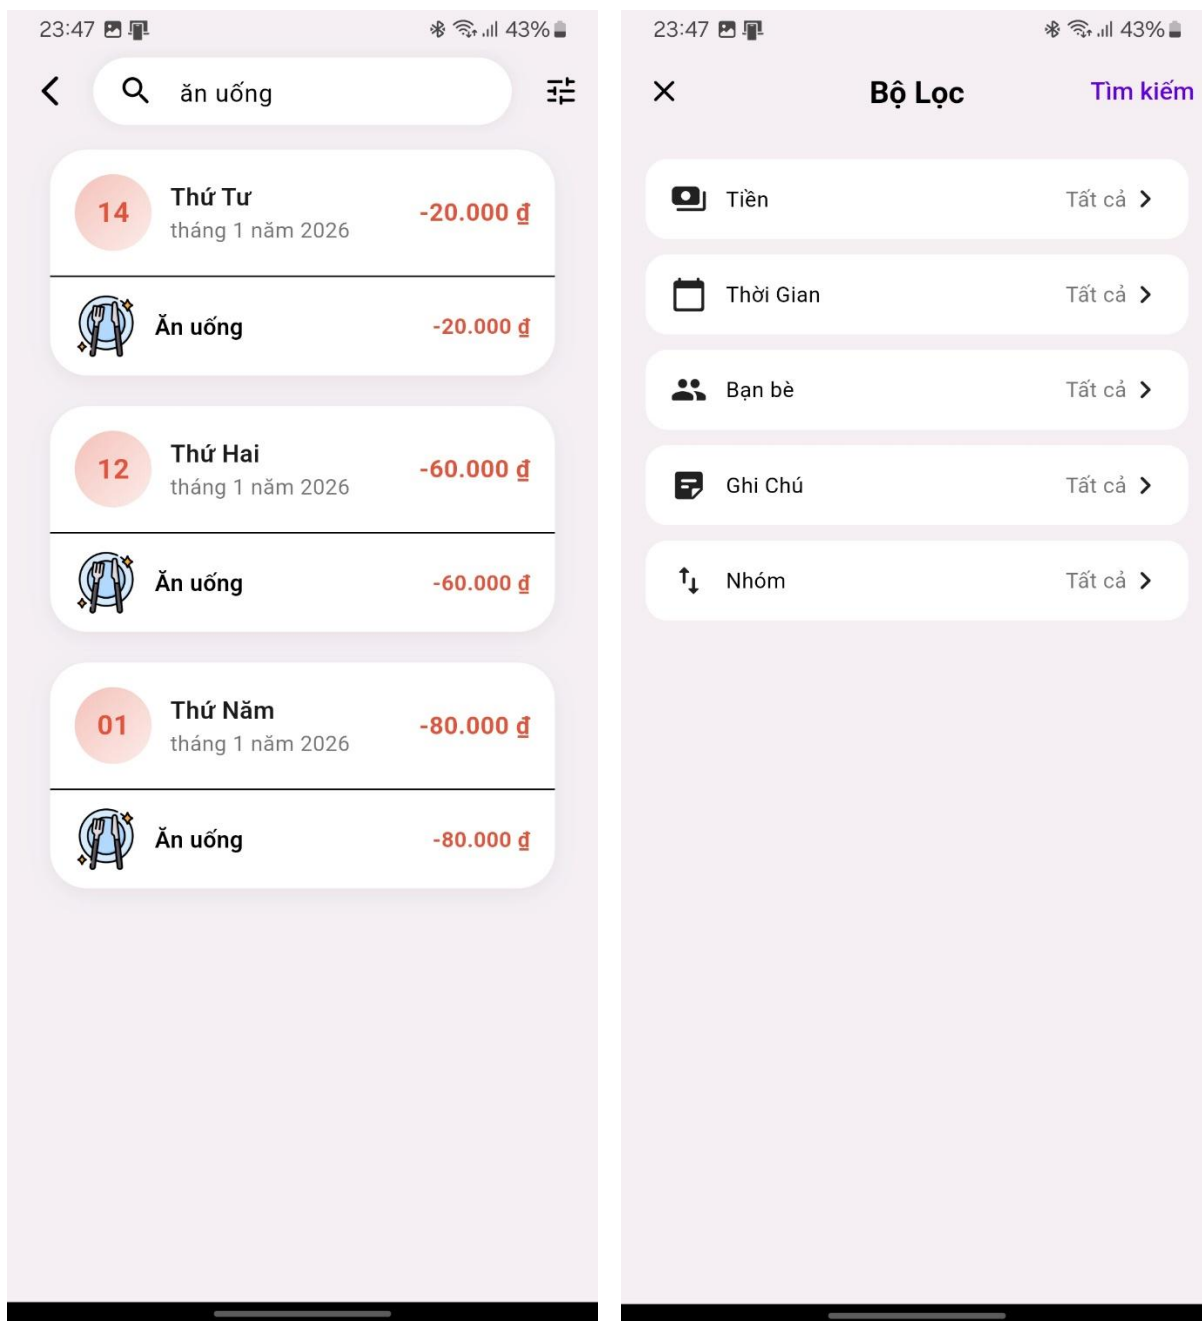 23:47 43%
ăn uống
14 Thứ Tư -20.000 ₫
tháng 1 năm 2026
Ăn uống -20.000 ₫
12 Thứ Hai -60.000 ₫
tháng 1 năm 2026
Ăn uống -60.000 ₫
01 Thứ Năm -80.000 ₫
tháng 1 năm 2026
Ăn uống -80.000 ₫
23:47 43%
Bộ Lọc Tìm kiếm
Tiền Tất cả
Thời Gian Tất cả
Bạn bè Tất cả
Ghi Chú Tất cả
Nhóm Tất cả